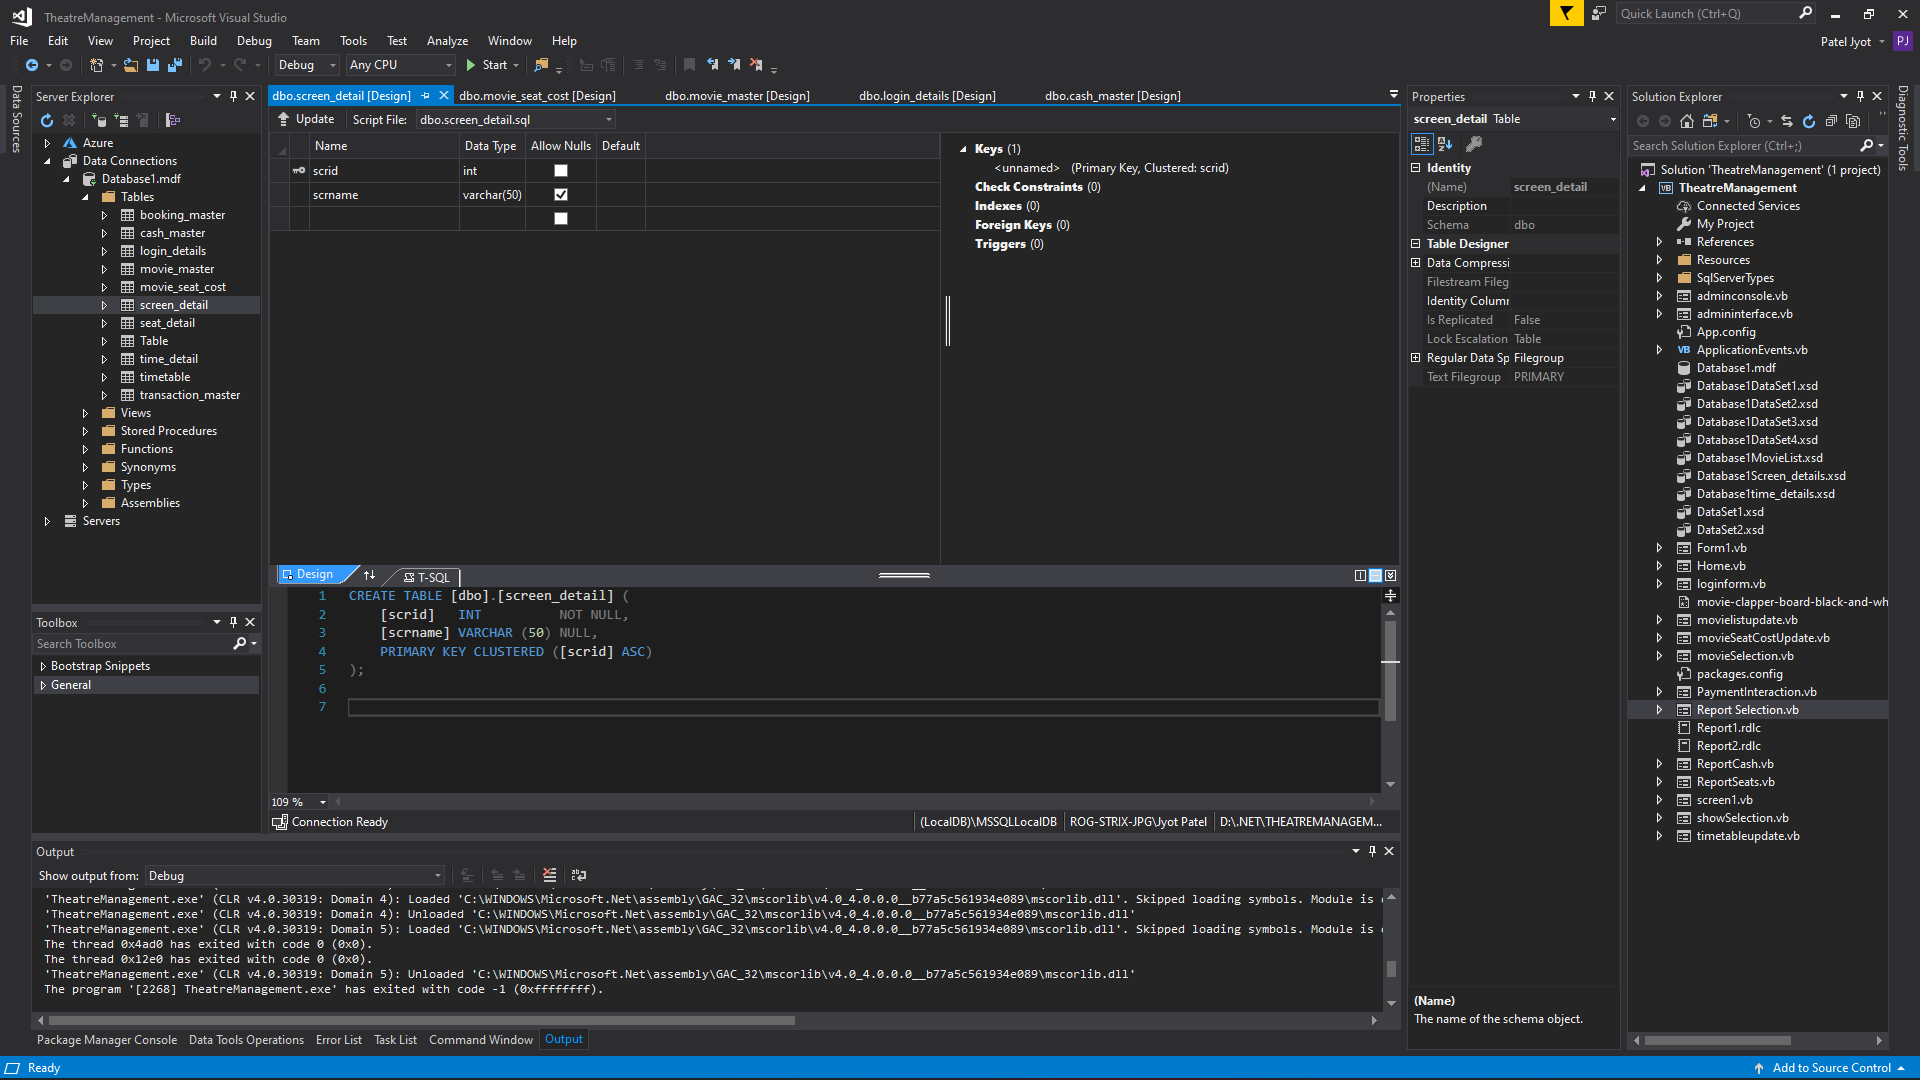 TheatreManagement - Microsoft Visual Studio
Quick Launch (Ctrl+Q)
File Edit View Project Build Debug Team Tools Test Analyze Window Help
Patel Jyot PJ
Debug Any CPU Start
Data Sources
Server Explorer
Azure
Data Connections
Database1.mdf
Tables
booking_master
cash_master
login_details
movie_master
movie_seat_cost
screen_detail
seat_detail
Table
time_detail
timetable
transaction_master
Views
Stored Procedures
Functions
Synonyms
Types
Assemblies
Servers
Toolbox
Search Toolbox
Bootstrap Snippets
General
dbo.screen_detail [Design] dbo.movie_seat_cost [Design] dbo.movie_master [Design] dbo.login_details [Design] dbo.cash_master [Design]
Update Script File: dbo.screen_detail.sql
Name Data Type Allow Nulls Default
scrid int
scrname varchar(50)
Keys (1)
<unnamed> (Primary Key, Clustered: scrid)
Check Constraints (0)
Indexes (0)
Foreign Keys (0)
Triggers (0)
Design T-SQL
1 CREATE TABLE [dbo].[screen_detail] (
2 [scrid] INT NOT NULL,
3 [scrname] VARCHAR (50) NULL,
4 PRIMARY KEY CLUSTERED ([scrid] ASC)
5 );
6
7
109 %
Connection Ready (LocalDB)\MSSQLLocalDB ROG-STRIX-JPG\Jyot Patel D:\.NET\THEATREMANAGEM...
Output
Show output from: Debug
'TheatreManagement.exe' (CLR v4.0.30319: Domain 4): Loaded 'C:\WINDOWS\Microsoft.Net\assembly\GAC_32\mscorlib\v4.0_4.0.0.0__b77a5c561934e089\mscorlib.dll'. Skipped loading symbols. Module is
'TheatreManagement.exe' (CLR v4.0.30319: Domain 4): Unloaded 'C:\WINDOWS\Microsoft.Net\assembly\GAC_32\mscorlib\v4.0_4.0.0.0__b77a5c561934e089\mscorlib.dll'
'TheatreManagement.exe' (CLR v4.0.30319: Domain 5): Loaded 'C:\WINDOWS\Microsoft.Net\assembly\GAC_32\mscorlib\v4.0_4.0.0.0__b77a5c561934e089\mscorlib.dll'. Skipped loading symbols. Module is
The thread 0x4ad0 has exited with code 0 (0x0).
The thread 0x12e0 has exited with code 0 (0x0).
'TheatreManagement.exe' (CLR v4.0.30319: Domain 5): Unloaded 'C:\WINDOWS\Microsoft.Net\assembly\GAC_32\mscorlib\v4.0_4.0.0.0__b77a5c561934e089\mscorlib.dll'
The program '[2268] TheatreManagement.exe' has exited with code -1 (0xffffffff).
Package Manager Console Data Tools Operations Error List Task List Command Window Output
Properties
screen_detail Table
Identity
(Name) screen_detail
Description
Schema dbo
Table Designer
Data Compressi
Filestream Fileg
Identity Colum
Is Replicated False
Lock Escalation Table
Regular Data Sp Filegroup
Text Filegroup PRIMARY
(Name)
The name of the schema object.
Solution Explorer
Search Solution Explorer (Ctrl+;)
Solution 'TheatreManagement' (1 project)
TheatreManagement
Connected Services
My Project
References
Resources
SqlServerTypes
adminconsole.vb
admininterface.vb
App.config
ApplicationEvents.vb
Database1.mdf
Database1DataSet1.xsd
Database1DataSet2.xsd
Database1DataSet3.xsd
Database1DataSet4.xsd
Database1MovieList.xsd
Database1Screen_details.xsd
Database1time_details.xsd
DataSet1.xsd
DataSet2.xsd
Form1.vb
Home.vb
loginform.vb
movie-clapper-board-black-and-wh
movielistupdate.vb
movieSeatCostUpdate.vb
movieSelection.vb
packages.config
PaymentInteraction.vb
Report Selection.vb
Report1.rdlc
Report2.rdlc
ReportCash.vb
ReportSeats.vb
screen1.vb
showSelection.vb
timetableupdate.vb
Diagnostic Tools
Ready
Add to Source Control